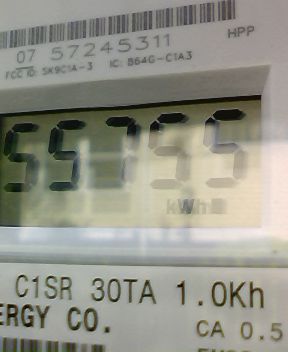 HPP
07 57245311
FCC ID: SK9C1A-3 IC: 864G-C1A3
55755
kWh
C1SR 30TA 1.0Kh
ERGY CO.
CA 0.5